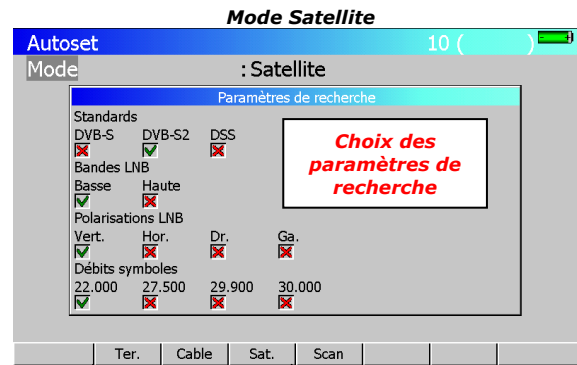 Mode Satellite
Autoset 10 ( )
Mode : Satellite
Paramètres de recherche
Standards
DVB-S DVB-S2 DSS
Bandes LNB
Basse Haute
Polarisations LNB
Vert. Hor. Dr. Ga.
Débits symboles
22.000 27.500 29.900 30.000
Choix des
paramètres de
recherche
Ter. Cable Sat. Scan